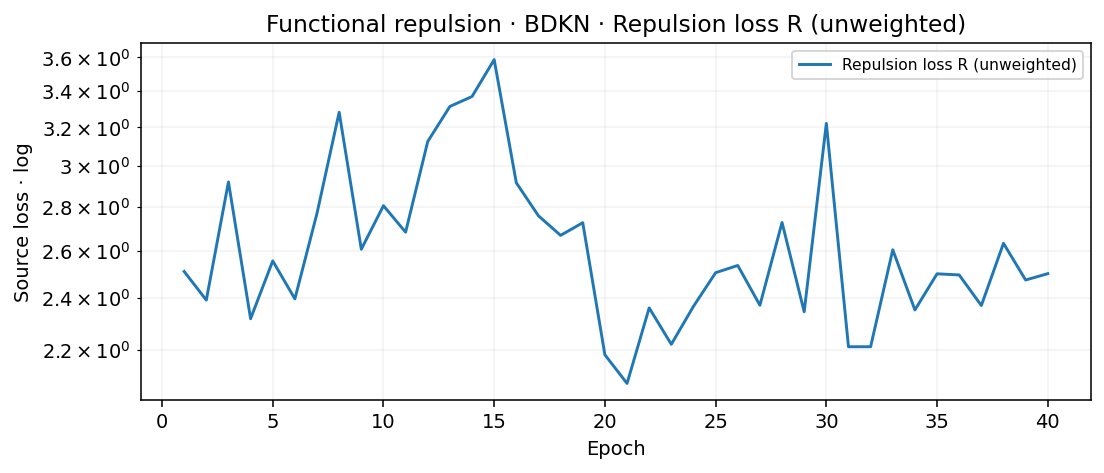 Functional repulsion · BDKN · Repulsion loss R (unweighted)
Repulsion loss R (unweighted)
Source loss · log
3.6 × 10⁰
3.4 × 10⁰
3.2 × 10⁰
3 × 10⁰
2.8 × 10⁰
2.6 × 10⁰
2.4 × 10⁰
2.2 × 10⁰
0 5 10 15 20 25 30 35 40
Epoch